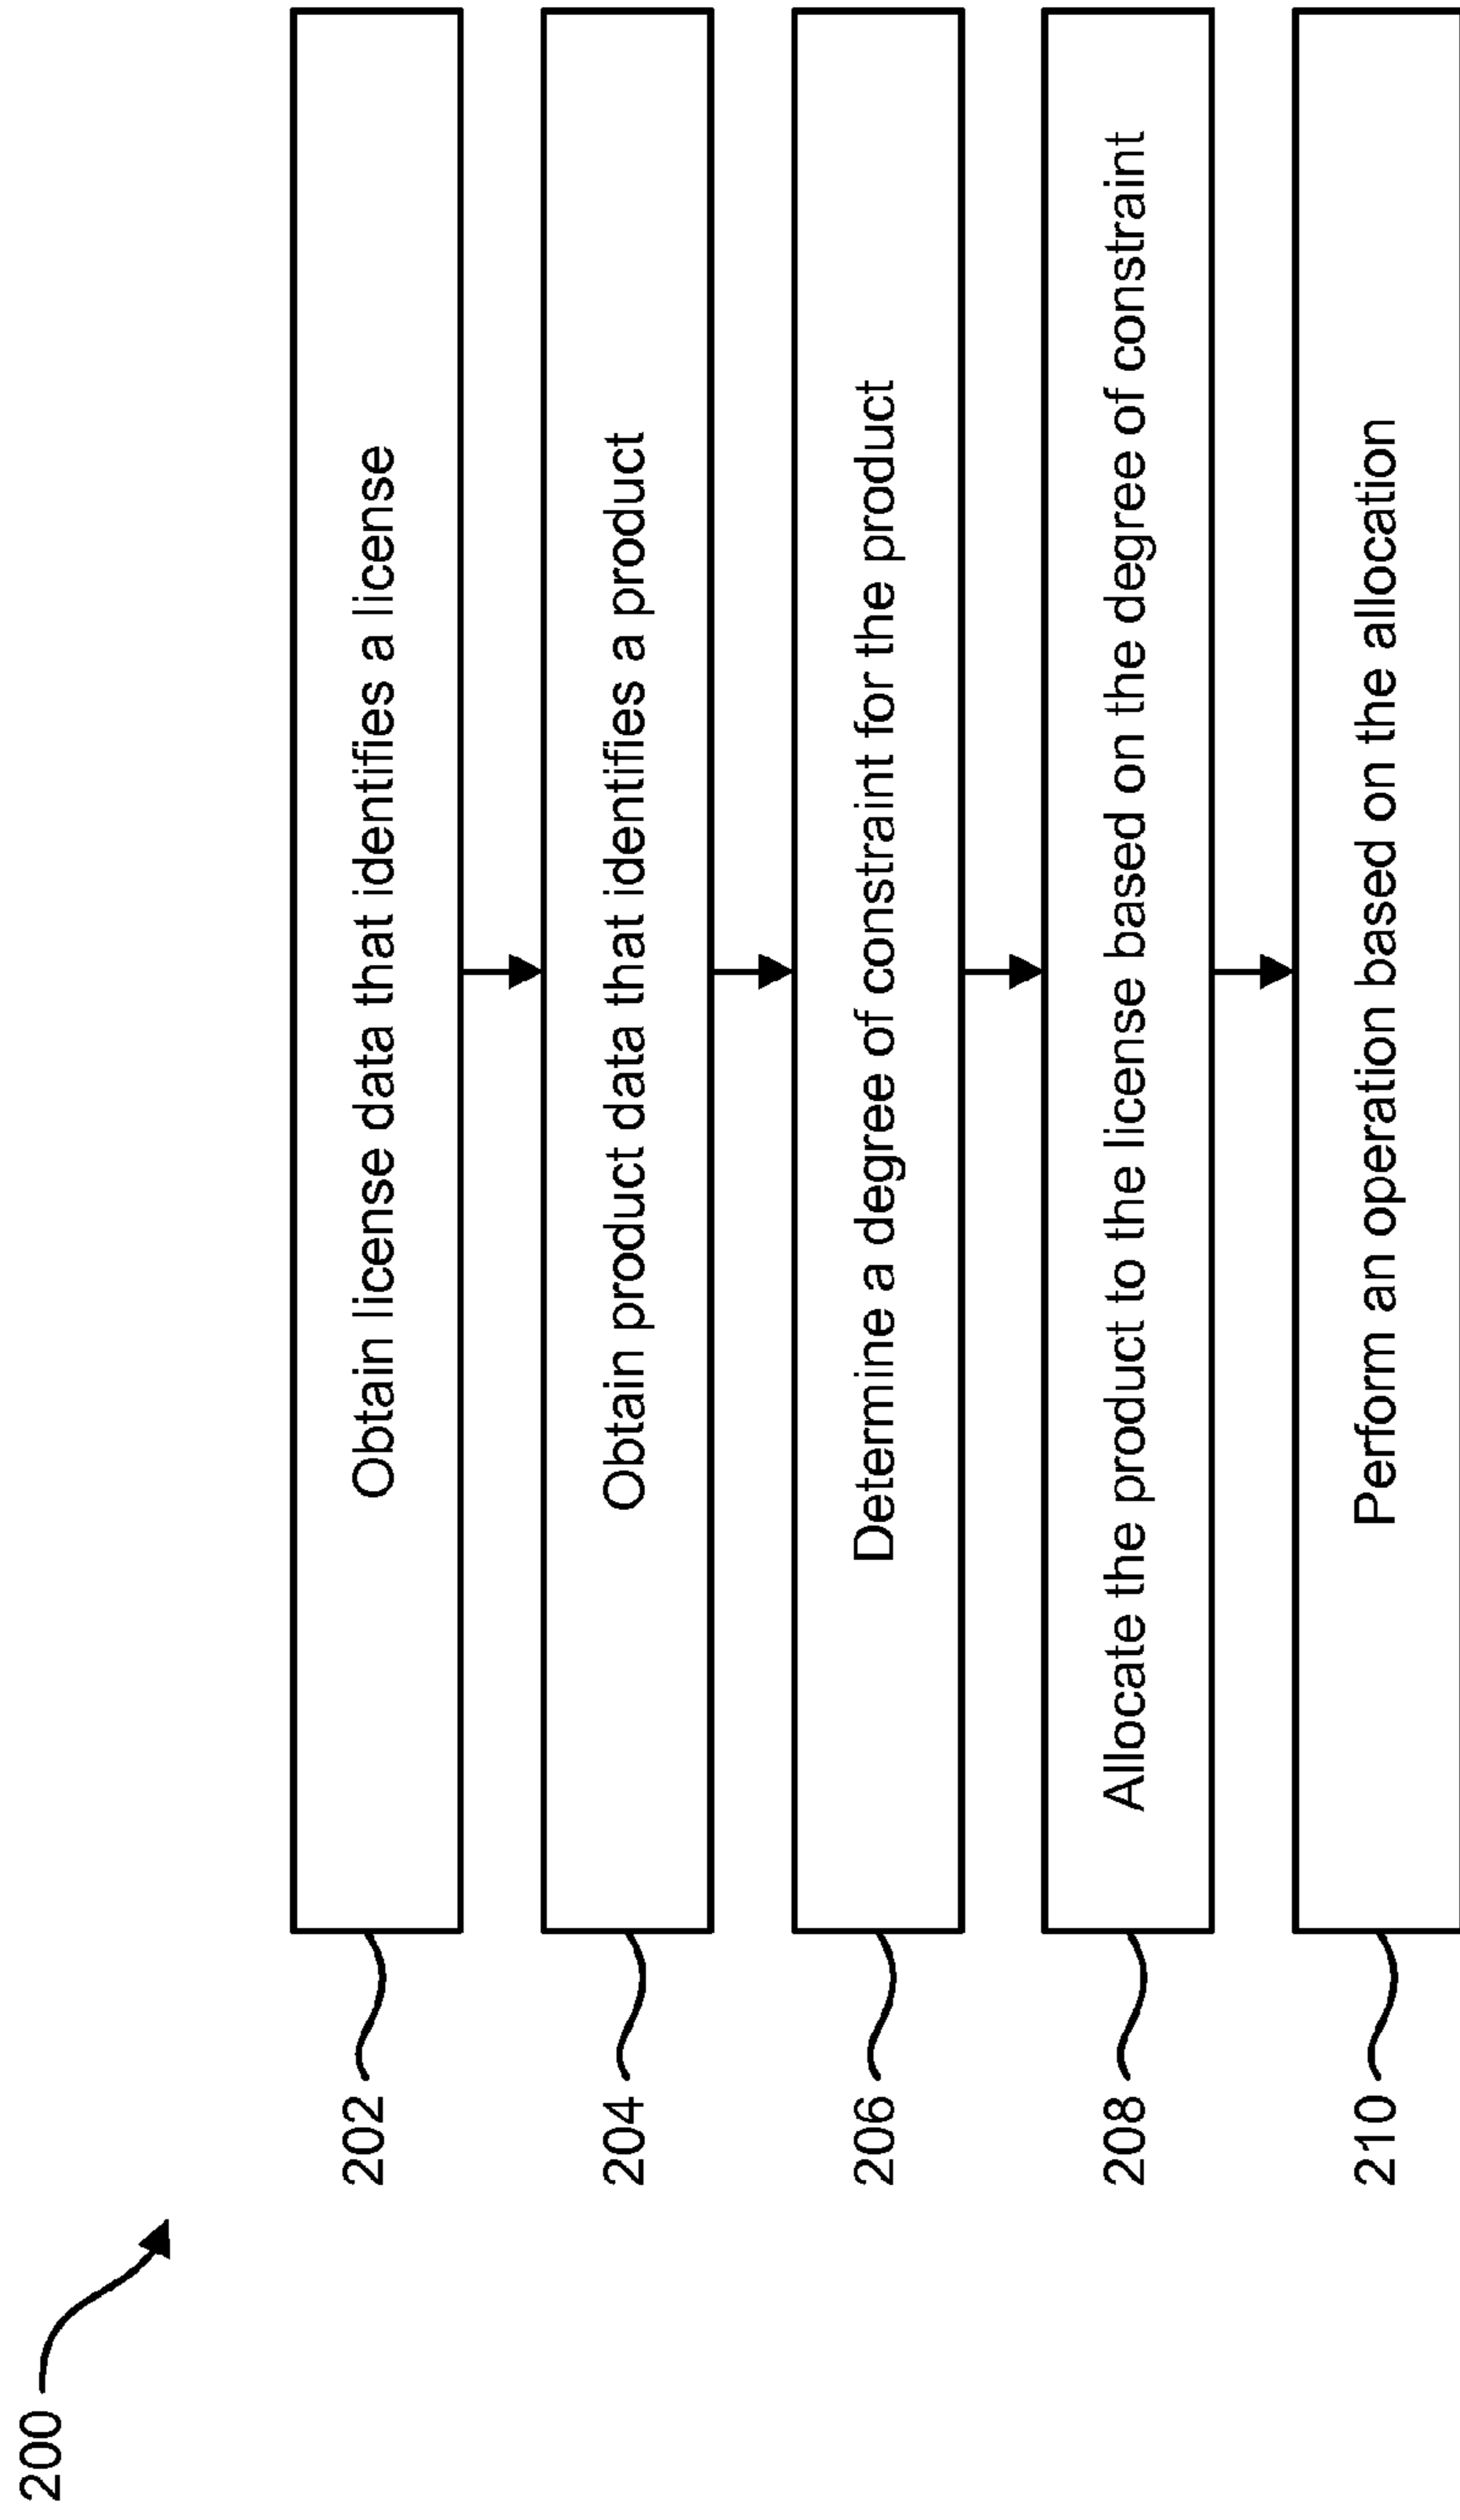 200
202
Obtain license data that identifies a license
204
Obtain product data that identifies a product
206
Determine a degree of constraint for the product
208
Allocate the product to the license based on the degree of constraint
210
Perform an operation based on the allocation